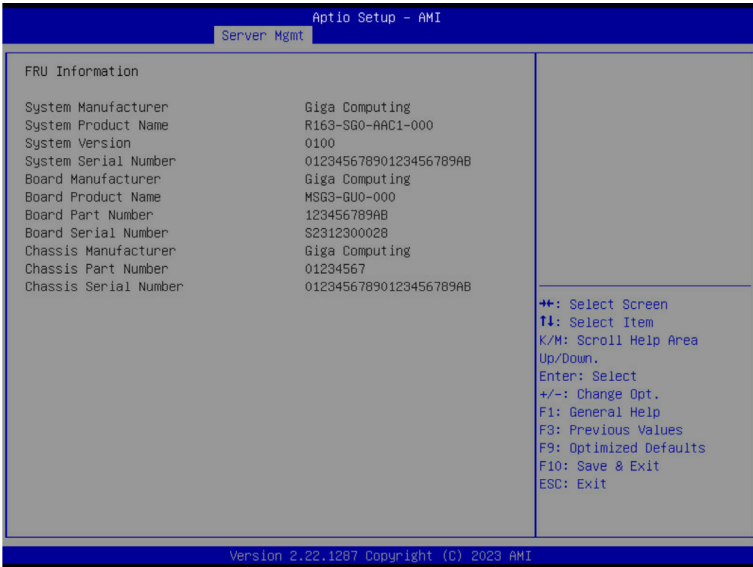 Aptio Setup – AMI
Server Mgmt
FRU Information
System Manufacturer Giga Computing
System Product Name R163-SG0-AAC1-000
System Version 0100
System Serial Number 01234567890123456789AB
Board Manufacturer Giga Computing
Board Product Name MSG3-GU0-000
Board Part Number 123456789AB
Board Serial Number S2312300028
Chassis Manufacturer Giga Computing
Chassis Part Number 01234567
Chassis Serial Number 01234567890123456789AB
→←: Select Screen
↑↓: Select Item
K/M: Scroll Help Area
Up/Down.
Enter: Select
+/-: Change Opt.
F1: General Help
F3: Previous Values
F9: Optimized Defaults
F10: Save & Exit
ESC: Exit
Version 2.22.1287 Copyright (C) 2023 AMI